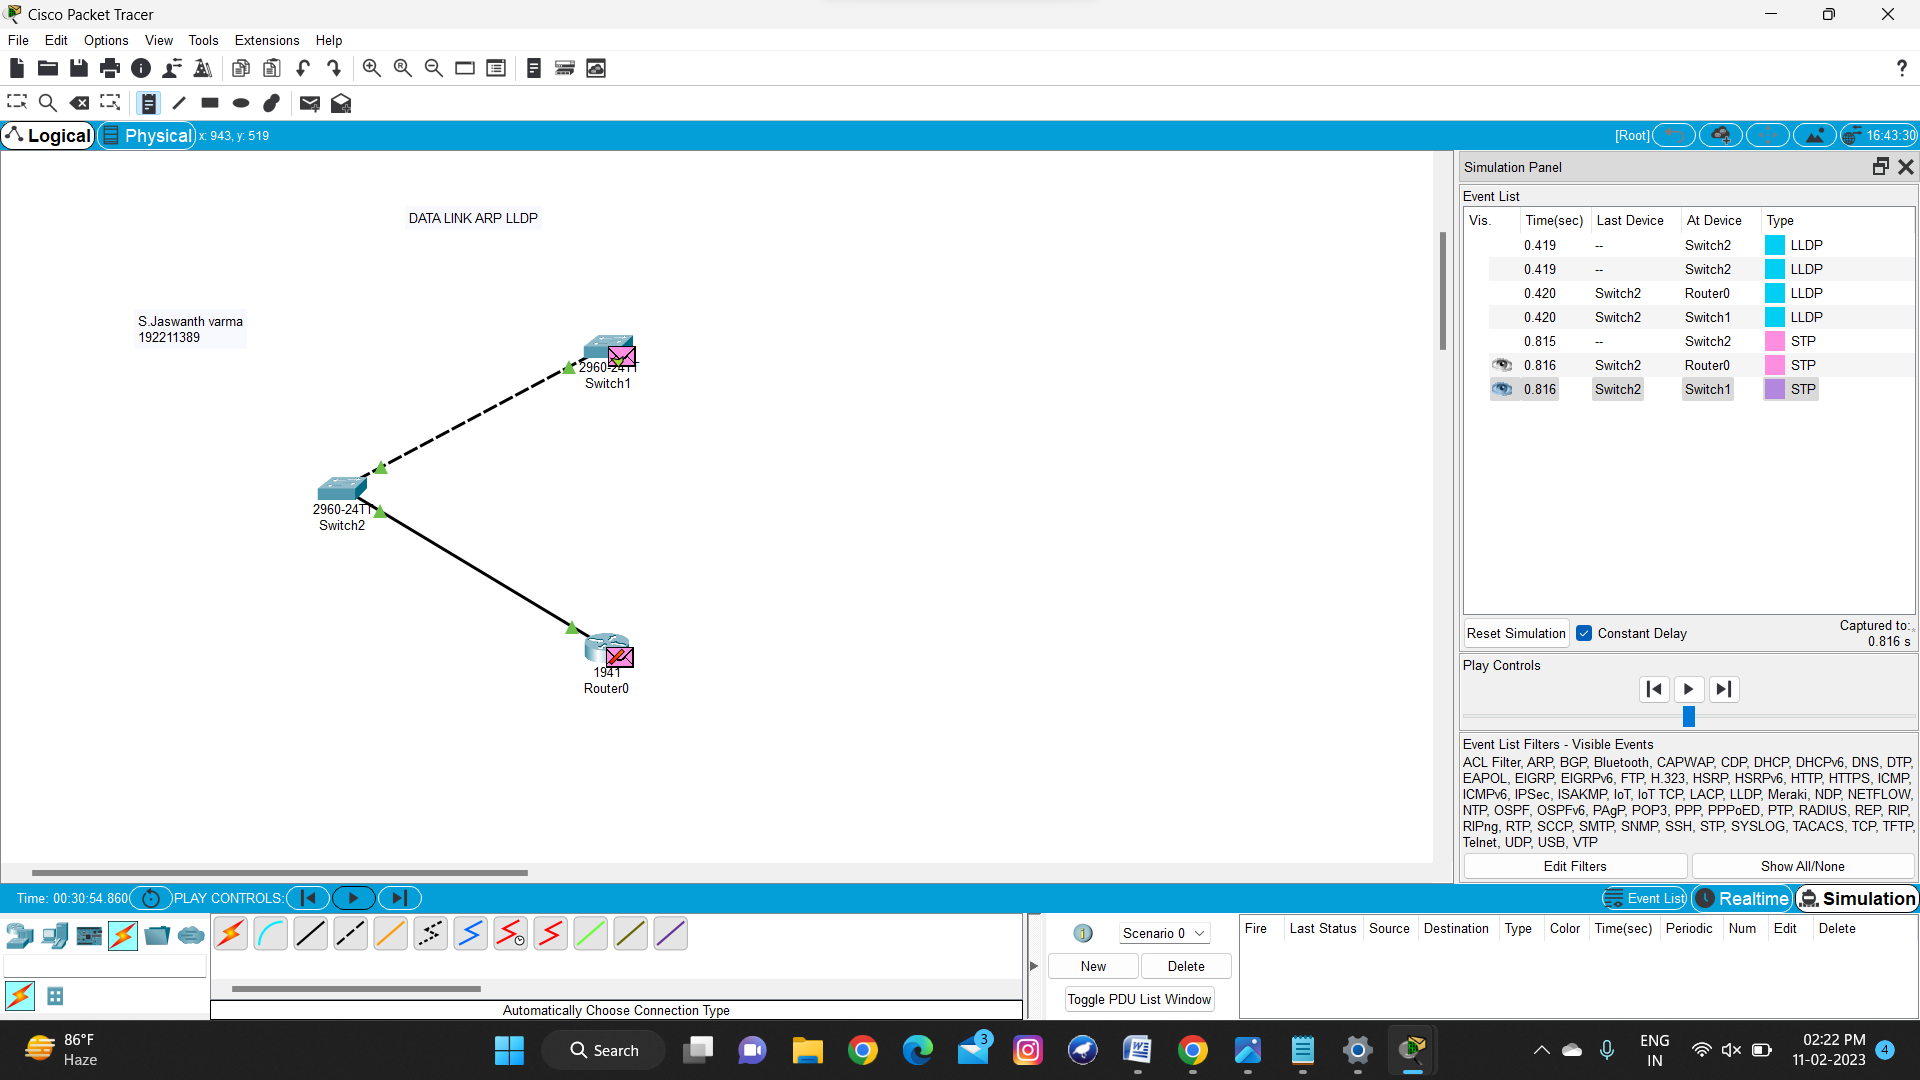 Cisco Packet Tracer
File Edit Options View Tools Extensions Help
?
Logical Physical x: 943, y: 519 [Root] 16:43:30
DATA LINK ARP LLDP
S.Jaswanth varma
192211389
2960-24TT
Switch1
2960-24TT
Switch2
1941
Router0
Simulation Panel
Event List
Vis. Time(sec) Last Device At Device Type
0.419 -- Switch2 LLDP
0.419 -- Switch2 LLDP
0.420 Switch2 Router0 LLDP
0.420 Switch2 Switch1 LLDP
0.815 -- Switch2 STP
0.816 Switch2 Router0 STP
0.816 Switch2 Switch1 STP
Reset Simulation Constant Delay
Captured to:
0.816 s
Play Controls
Event List Filters - Visible Events
ACL Filter, ARP, BGP, Bluetooth, CAPWAP, CDP, DHCP, DHCPv6, DNS, DTP,
EAPOL, EIGRP, EIGRPv6, FTP, H.323, HSRP, HSRPv6, HTTP, HTTPS, ICMP,
ICMPv6, IPSec, ISAKMP, IoT, IoT TCP, LACP, LLDP, Meraki, NDP, NETFLOW,
NTP, OSPF, OSPFv6, PAgP, POP3, PPP, PPPoED, PTP, RADIUS, REP, RIP,
RIPng, RTP, SCCP, SMTP, SNMP, SSH, STP, SYSLOG, TACACS, TCP, TFTP,
Telnet, UDP, USB, VTP
Edit Filters Show All/None
Time: 00:30:54.860 PLAY CONTROLS: Event List Realtime Simulation
Automatically Choose Connection Type
1 Scenario 0
New Delete
Toggle PDU List Window
Fire Last Status Source Destination Type Color Time(sec) Periodic Num Edit Delete
86°F
Haze
Search
3
ENG
IN
02:22 PM
11-02-2023
4